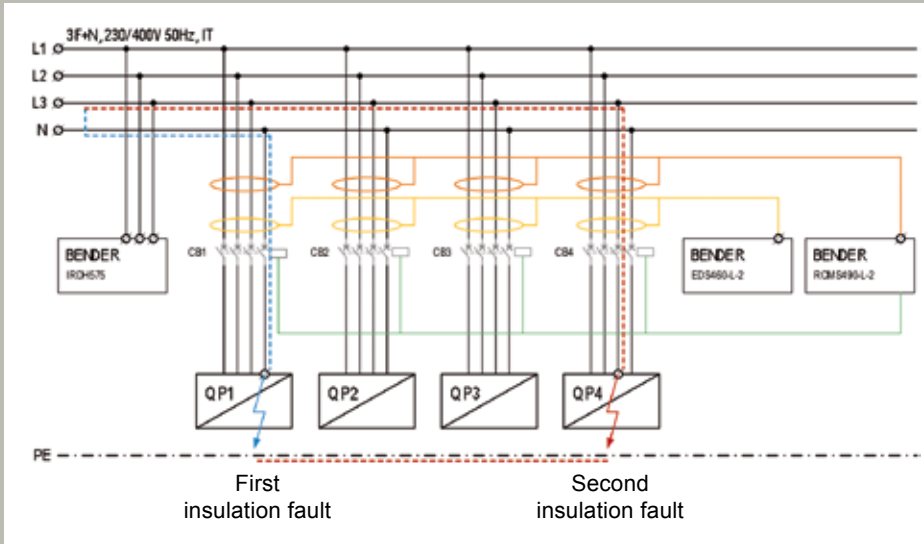 3F+N, 230/400V 50Hz, IT
L1
L2
L3
N
BENDER
IRDH575
CB1
CB2
CB3
CB4
BENDER
EDS460-L-2
BENDER
RCMS490-L-2
QP1
QP2
QP3
QP4
PE
First
insulation fault
Second
insulation fault